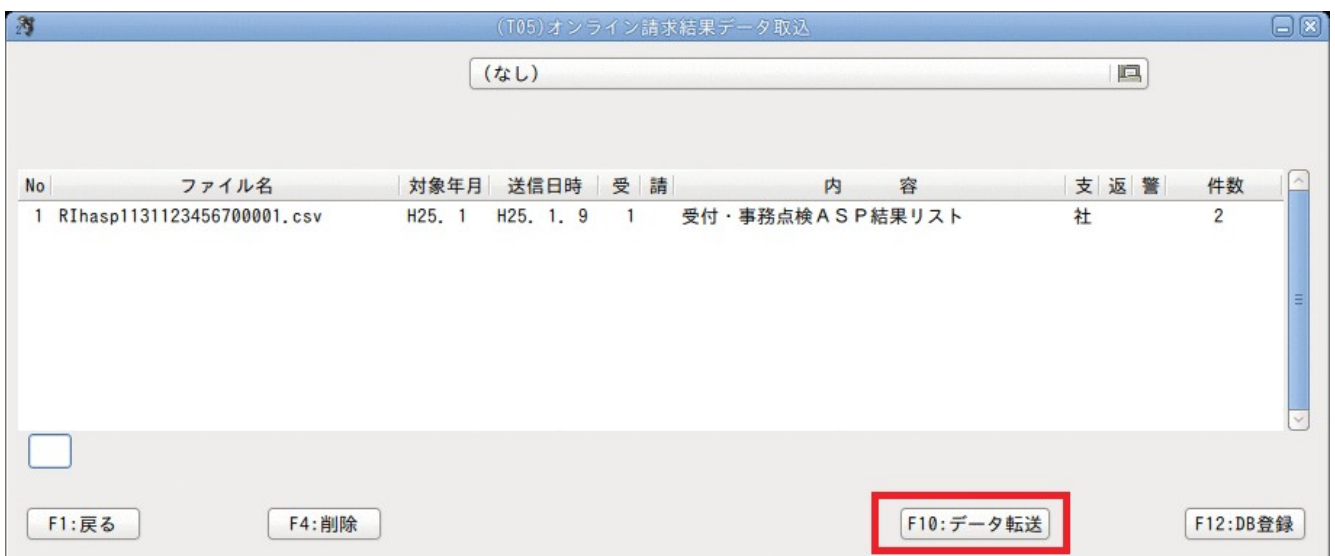 (T05)オンライン請求結果データ取込
(なし)
No ファイル名 対象年月 送信日時 受 請 内 容 支 返 警 件数
1 RIhasp1131123456700001.csv H25. 1 H25. 1. 9 1 受付・事務点検ASP結果リスト 社 2
F1:戻る F4:削除 F10:データ転送 F12:DB登録